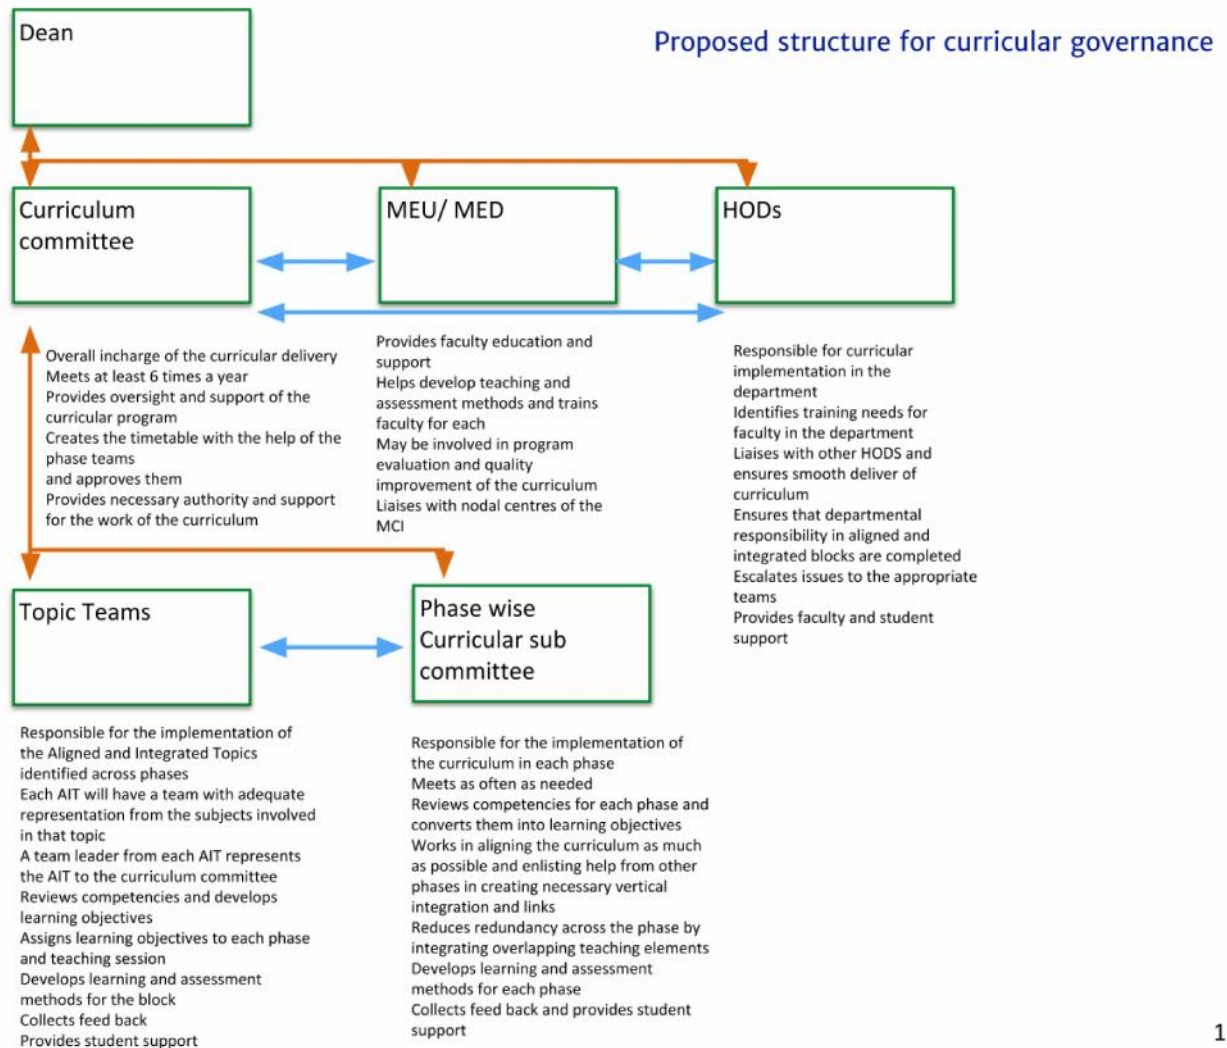 Dean
Proposed structure for curricular governance
Curriculum
committee
MEU/ MED
HODs
Overall incharge of the curricular delivery
Meets at least 6 times a year
Provides oversight and support of the
curricular program
Creates the timetable with the help of the
phase teams
and approves them
Provides necessary authority and support
for the work of the curriculum
Provides faculty education and
support
Helps develop teaching and
assessment methods and trains
faculty for each
May be involved in program
evaluation and quality
improvement of the curriculum
Liaises with nodal centres of the
MCI
Responsible for curricular
implementation in the
department
Identifies training needs for
faculty in the department
Liaises with other HODS and
ensures smooth deliver of
curriculum
Ensures that departmental
responsibility in aligned and
integrated blocks are completed
Escalates issues to the appropriate
teams
Provides faculty and student
support
Topic Teams
Phase wise
Curricular sub
committee
Responsible for the implementation of
the Aligned and Integrated Topics
identified across phases
Each AIT will have a team with adequate
representation from the subjects involved
in that topic
A team leader from each AIT represents
the AIT to the curriculum committee
Reviews competencies and develops
learning objectives
Assigns learning objectives to each phase
and teaching session
Develops learning and assessment
methods for the block
Collects feed back
Provides student support
Responsible for the implementation of
the curriculum in each phase
Meets as often as needed
Reviews competencies for each phase and
converts them into learning objectives
Works in aligning the curriculum as much
as possible and enlisting help from other
phases in creating necessary vertical
integration and links
Reduces redundancy across the phase by
integrating overlapping teaching elements
Develops learning and assessment
methods for each phase
Collects feed back and provides student
support
1